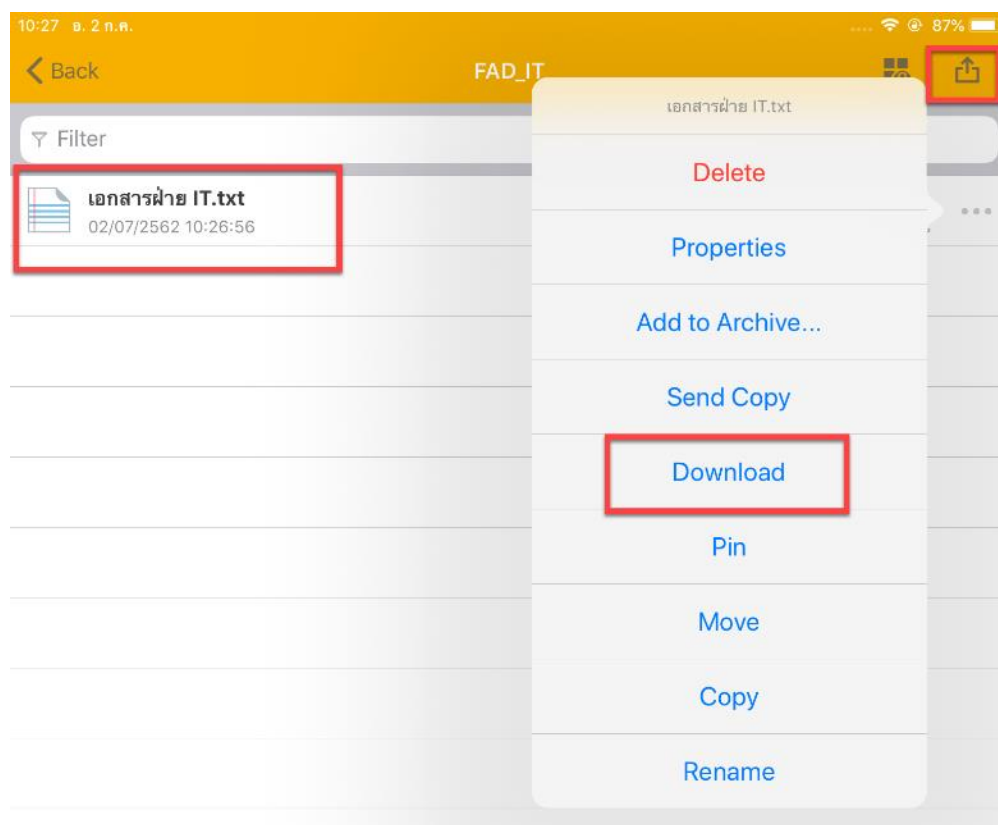 10:27 อ. 2 ก.ค.
87%
Back
FAD_IT
Filter
เอกสารฝ่าย IT.txt
02/07/2562 10:26:56
เอกสารฝ่าย IT.txt
Delete
Properties
Add to Archive...
Send Copy
Download
Pin
Move
Copy
Rename